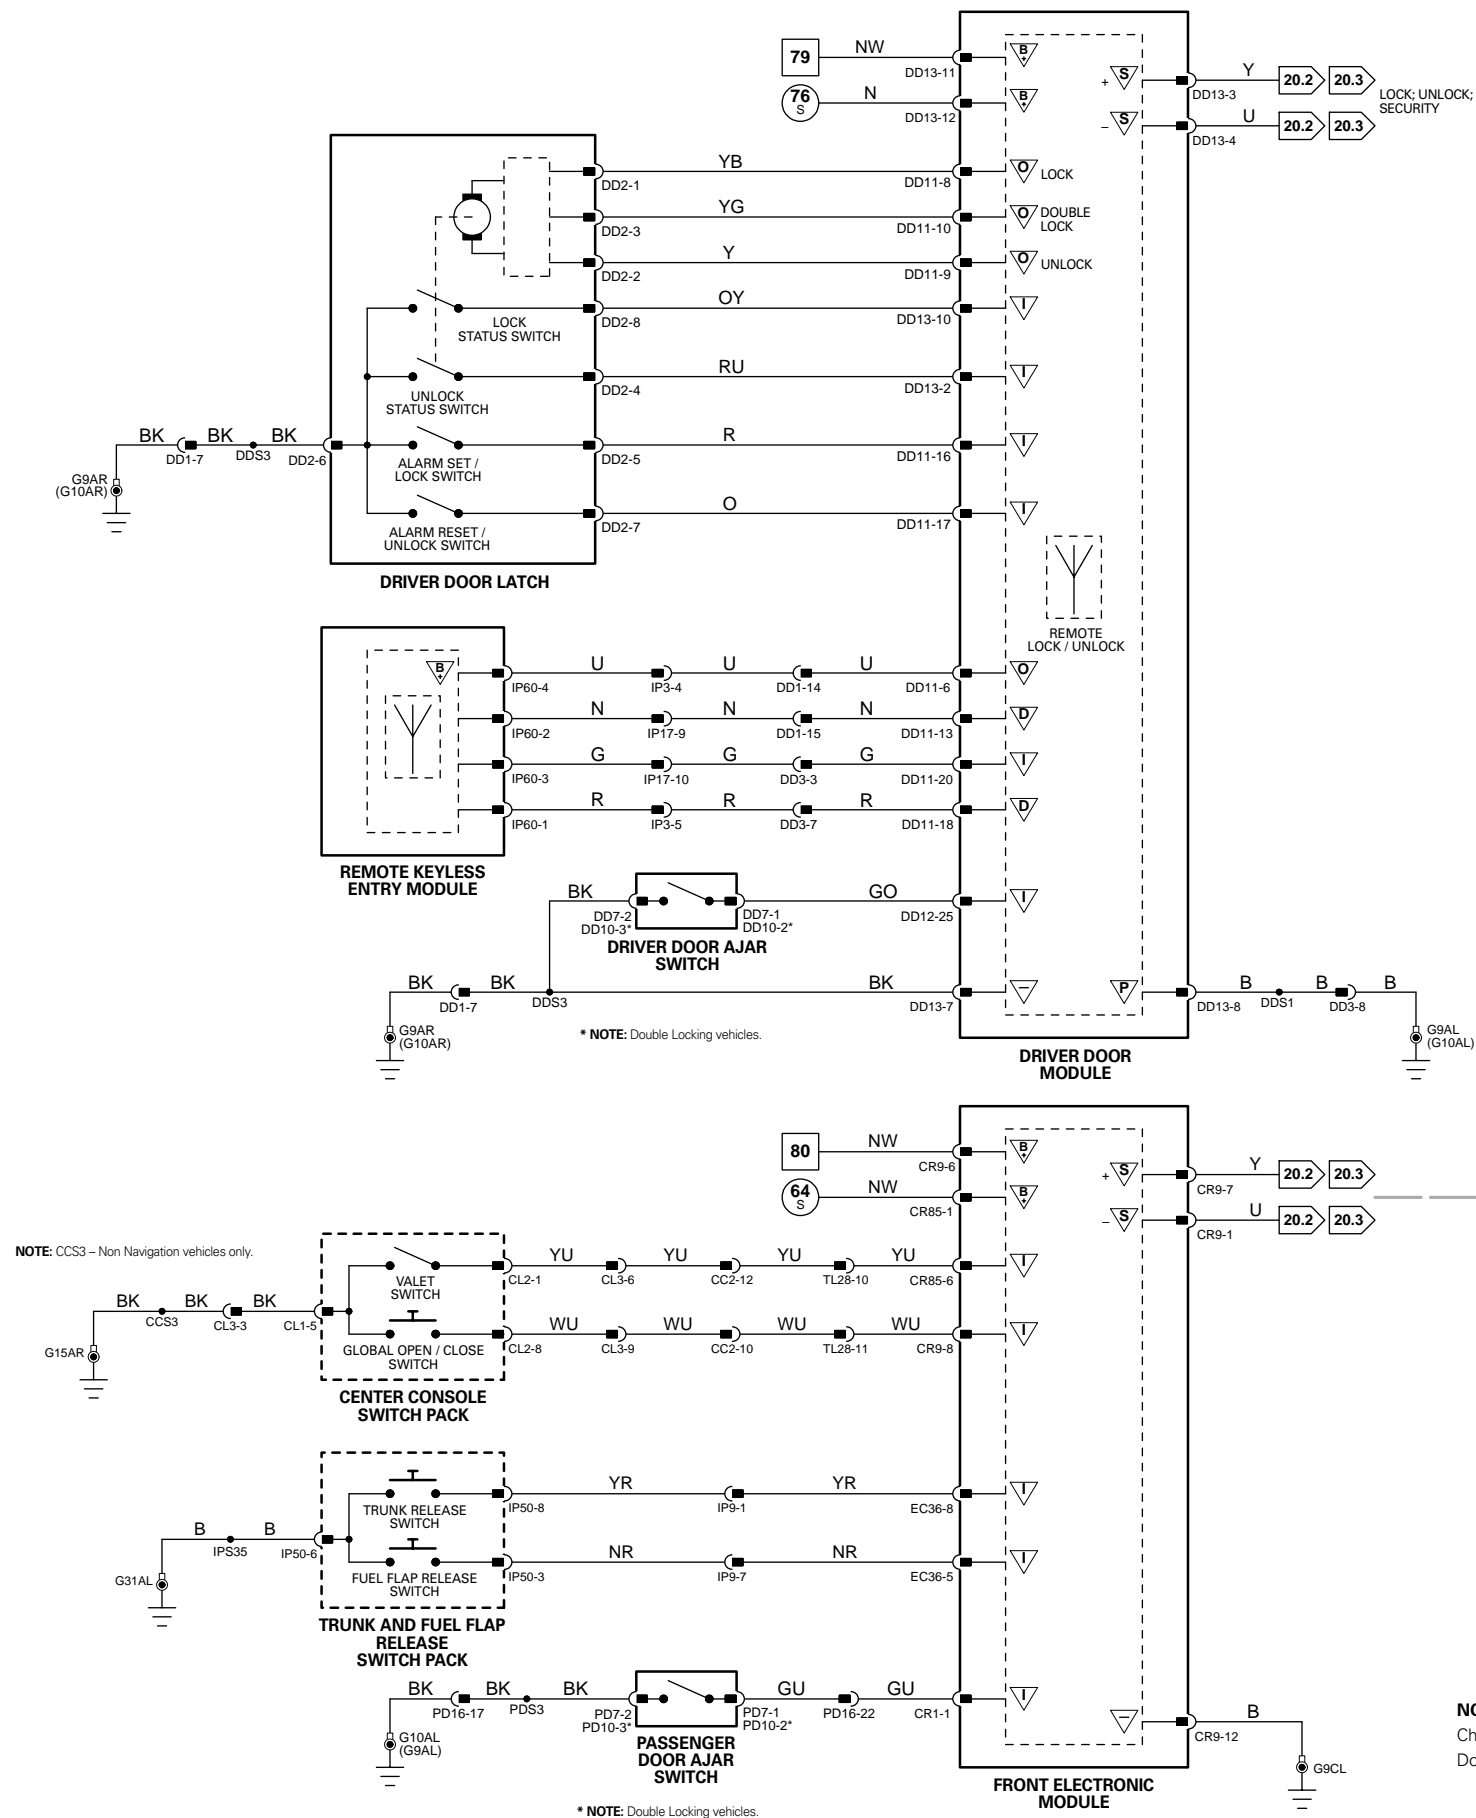 79
NW
DD13-11
B
+
76
S
N
DD13-12
B
+
+
S
DD13-3
Y
20.2
20.3
LOCK; UNLOCK;
SECURITY
–
S
DD13-4
U
20.2
20.3
DD2-1
YB
DD11-8
O
LOCK
DD2-3
YG
DD11-10
O
DOUBLE
LOCK
DD2-2
Y
DD11-9
O
UNLOCK
LOCK
STATUS SWITCH
DD2-8
OY
DD13-10
I
UNLOCK
STATUS SWITCH
DD2-4
RU
DD13-2
I
BK
BK
BK
DD1-7
DDS3
DD2-6
G9AR
(G10AR)
ALARM SET /
LOCK SWITCH
DD2-5
R
DD11-16
I
ALARM RESET /
UNLOCK SWITCH
DD2-7
O
DD11-17
I
DRIVER DOOR LATCH
REMOTE
LOCK / UNLOCK
B
+
IP60-4
U
IP3-4
U
DD1-14
U
DD11-6
O
IP60-2
N
IP17-9
N
DD1-15
N
DD11-13
D
IP60-3
G
IP17-10
G
DD3-3
G
DD11-20
I
IP60-1
R
IP3-5
R
DD3-7
R
DD11-18
D
REMOTE KEYLESS
ENTRY MODULE
BK
DD7-2
DD10-3*
DD7-1
DD10-2*
GO
DD12-25
I
DRIVER DOOR AJAR
SWITCH
BK
DD1-7
BK
DDS3
BK
DD13-7
–
G9AR
(G10AR)
P
DD13-8
B
DDS1
B
DD3-8
B
G9AL
(G10AL)
* NOTE: Double Locking vehicles.
DRIVER DOOR
MODULE
80
NW
CR9-6
B
+
64
S
NW
CR85-1
B
+
+
S
CR9-7
Y
20.2
20.3
–
S
CR9-1
U
20.2
20.3
NOTE: CCS3 – Non Navigation vehicles only.
VALET
SWITCH
CL2-1
YU
CL3-6
YU
CC2-12
YU
TL28-10
YU
CR85-6
I
BK
CCS3
BK
CL3-3
BK
CL1-5
G15AR
GLOBAL OPEN / CLOSE
SWITCH
CL2-8
WU
CL3-9
WU
CC2-10
WU
TL28-11
WU
CR9-8
I
CENTER CONSOLE
SWITCH PACK
TRUNK RELEASE
SWITCH
IP50-8
YR
IP9-1
YR
EC36-8
I
B
IPS35
B
IP50-6
G31AL
FUEL FLAP RELEASE
SWITCH
IP50-3
NR
IP9-7
NR
EC36-5
I
TRUNK AND FUEL FLAP
RELEASE
SWITCH PACK
BK
PD16-17
BK
PDS3
BK
PD7-2
PD10-3*
PD7-1
PD10-2*
GU
PD16-22
GU
CR1-1
I
G10AL
(G9AL)
PASSENGER
DOOR AJAR
SWITCH
–
CR9-12
B
G9CL
FRONT ELECTRONIC
MODULE
* NOTE: Double Locking vehicles.
NO
Ch
Do